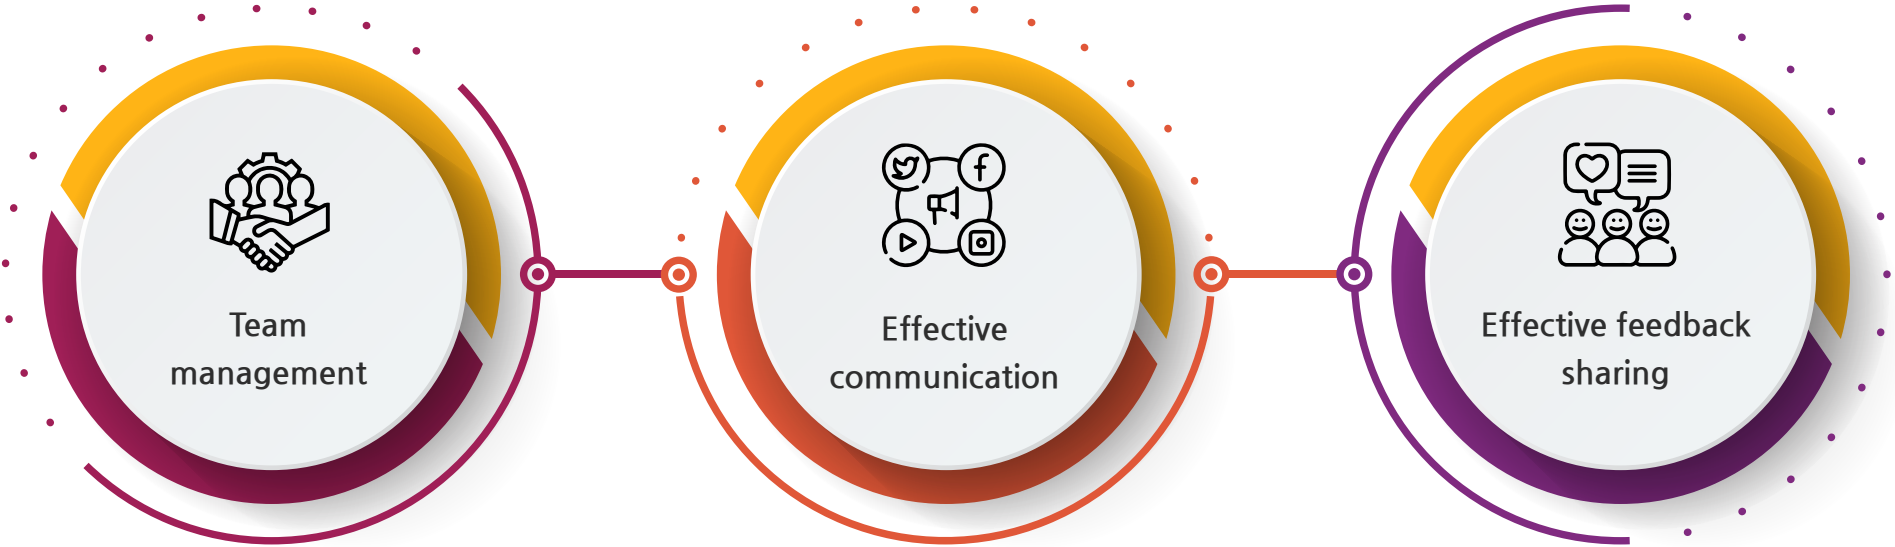 Team
management
Effective
communication
Effective feedback
sharing